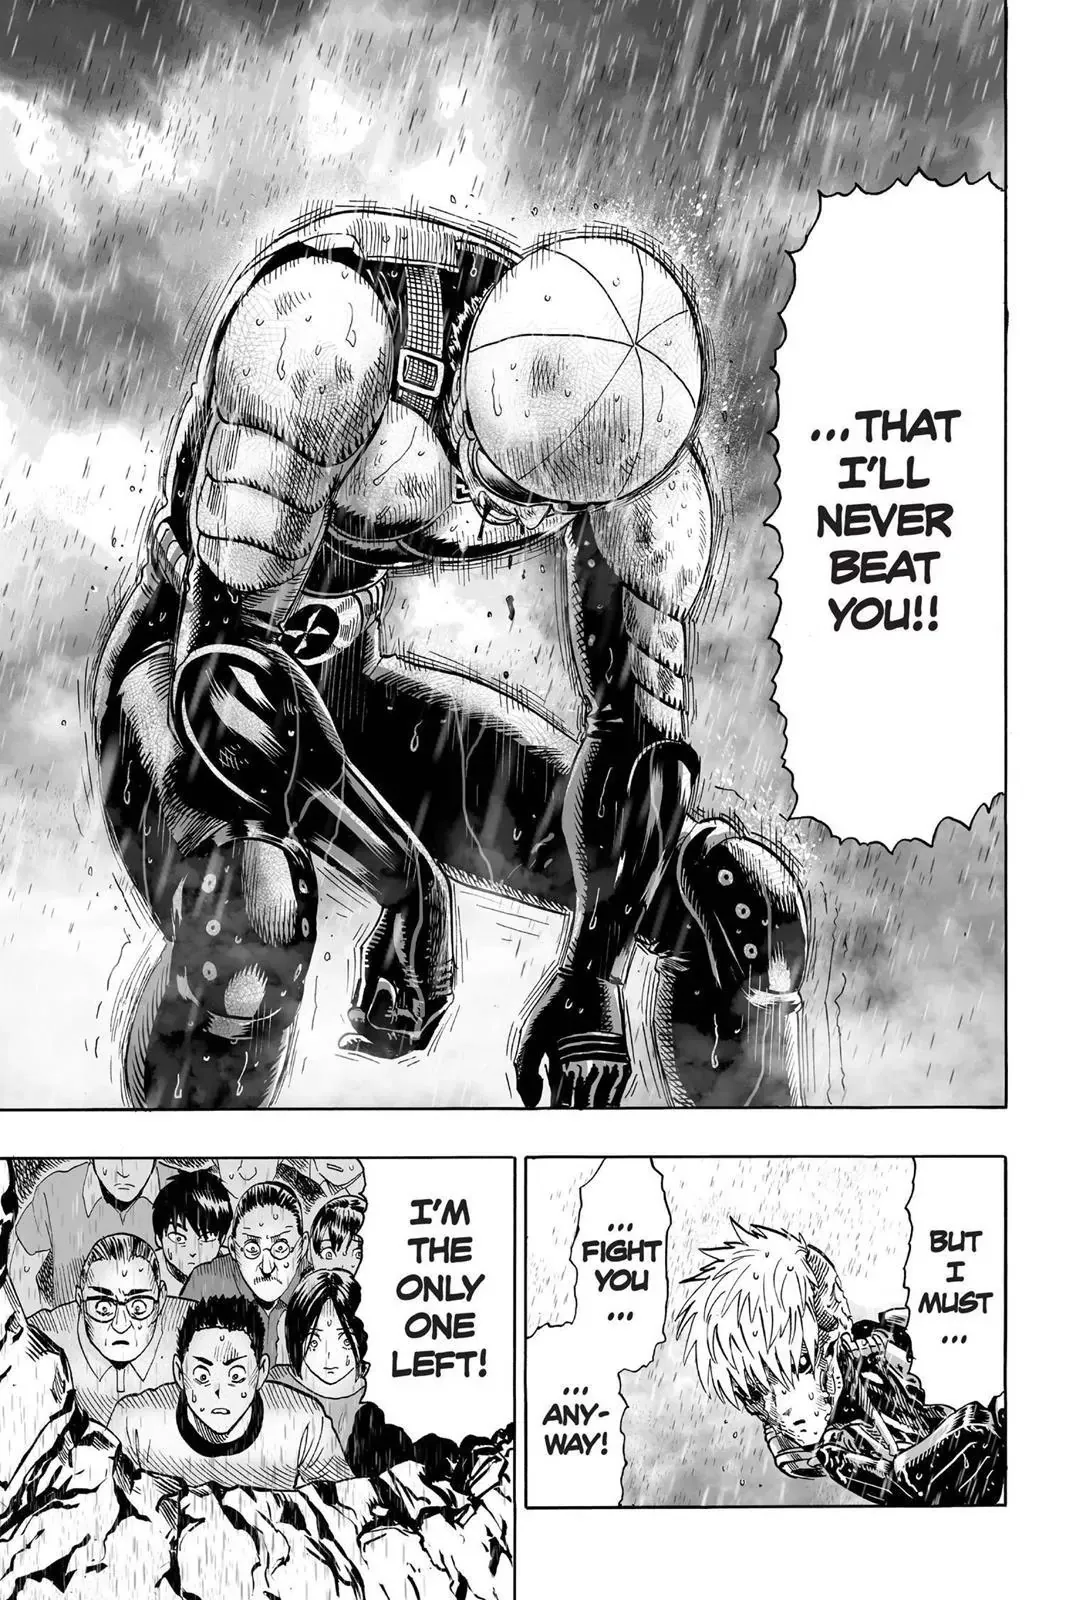 ...THAT
I'LL
NEVER
BEAT
YOU!!
BUT
I
MUST
...
...
FIGHT
YOU
...
...
ANY-
WAY!
I'M
THE
ONLY
ONE
LEFT!